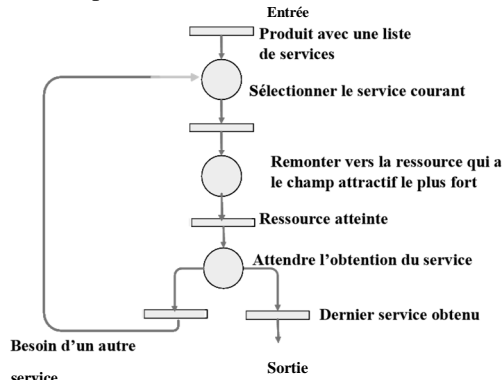 Entrée
Produit avec une liste
de services
Sélectionner le service courant
Remonter vers la ressource qui a
le champ attractif le plus fort
Ressource atteinte
Attendre l'obtention du service
Dernier service obtenu
Besoin d'un autre
service
Sortie